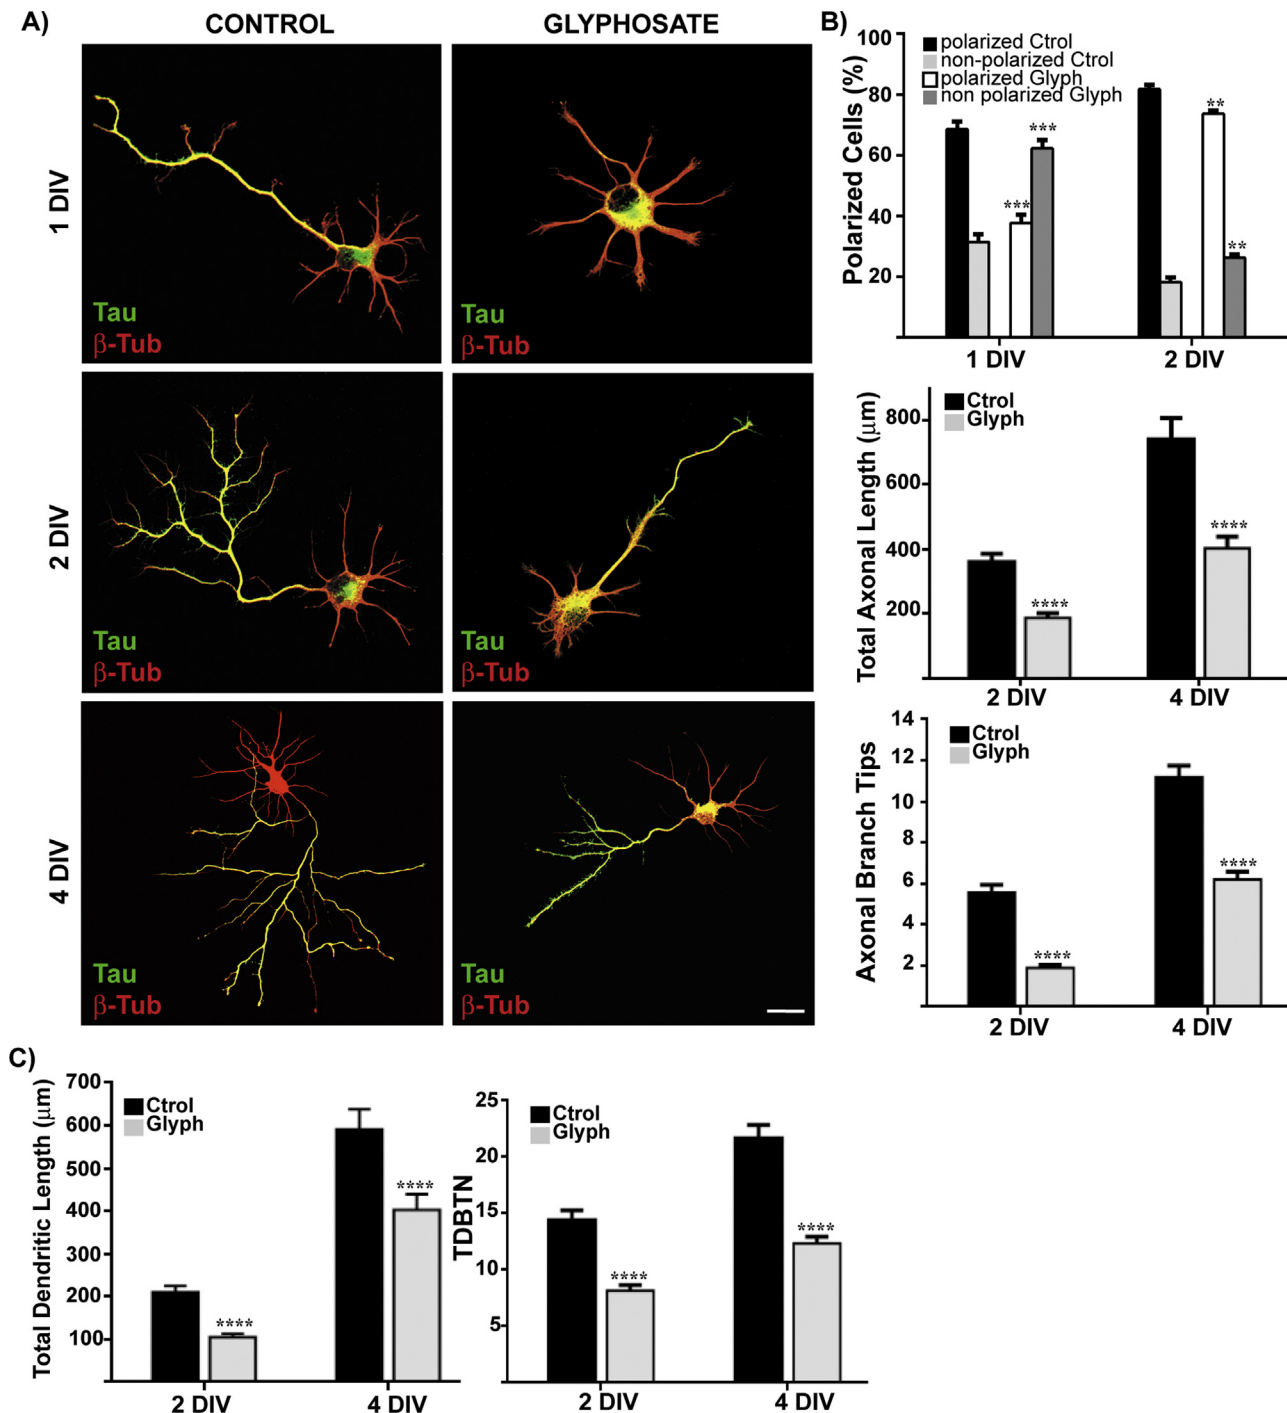 A)
CONTROL
GLYPHOSATE
1 DIV
Tau
β-Tub
Tau
β-Tub
2 DIV
Tau
β-Tub
Tau
β-Tub
4 DIV
Tau
β-Tub
Tau
β-Tub
B)
Polarized Cells (%)
100
80
60
40
20
polarized Ctrol
non-polarized Ctrol
polarized Glyph
non polarized Glyph
***
***
**
**
1 DIV
2 DIV
Total Axonal Length (μm)
800
600
400
200
Ctrol
Glyph
****
****
2 DIV
4 DIV
Axonal Branch Tips
14
12
10
8
6
4
2
Ctrol
Glyph
****
****
2 DIV
4 DIV
C)
Total Dendritic Length (μm)
700
600
500
400
300
200
100
Ctrol
Glyph
****
****
2 DIV
4 DIV
TDBTN
25
20
15
10
5
Ctrol
Glyph
****
****
2 DIV
4 DIV